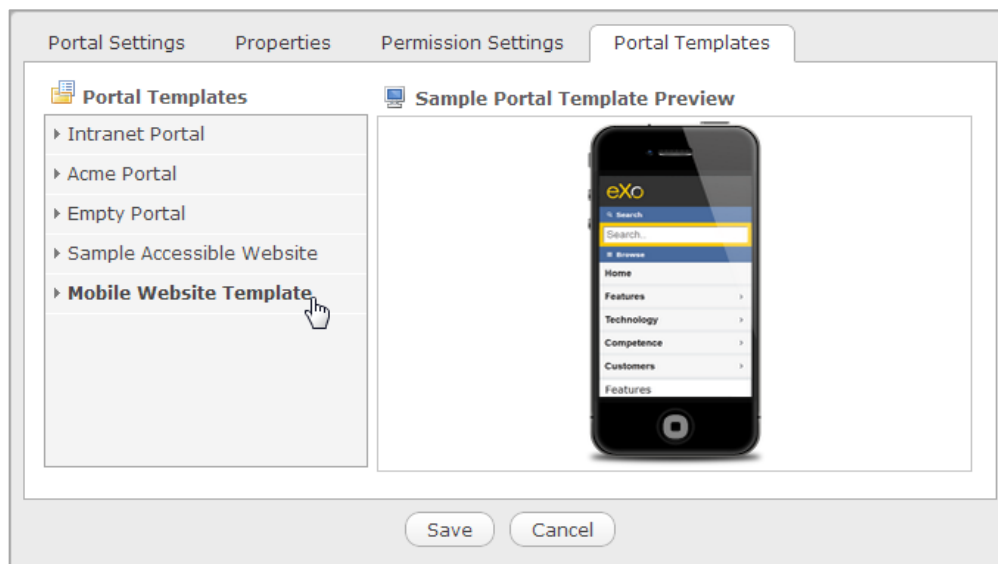 Portal Settings Properties Permission Settings Portal Templates
Portal Templates
Intranet Portal
Acme Portal
Empty Portal
Sample Accessible Website
Mobile Website Template
Sample Portal Template Preview
eXo
Search
Search..
Browse
Home
Features
Technology
Competence
Customers
Features
Save Cancel